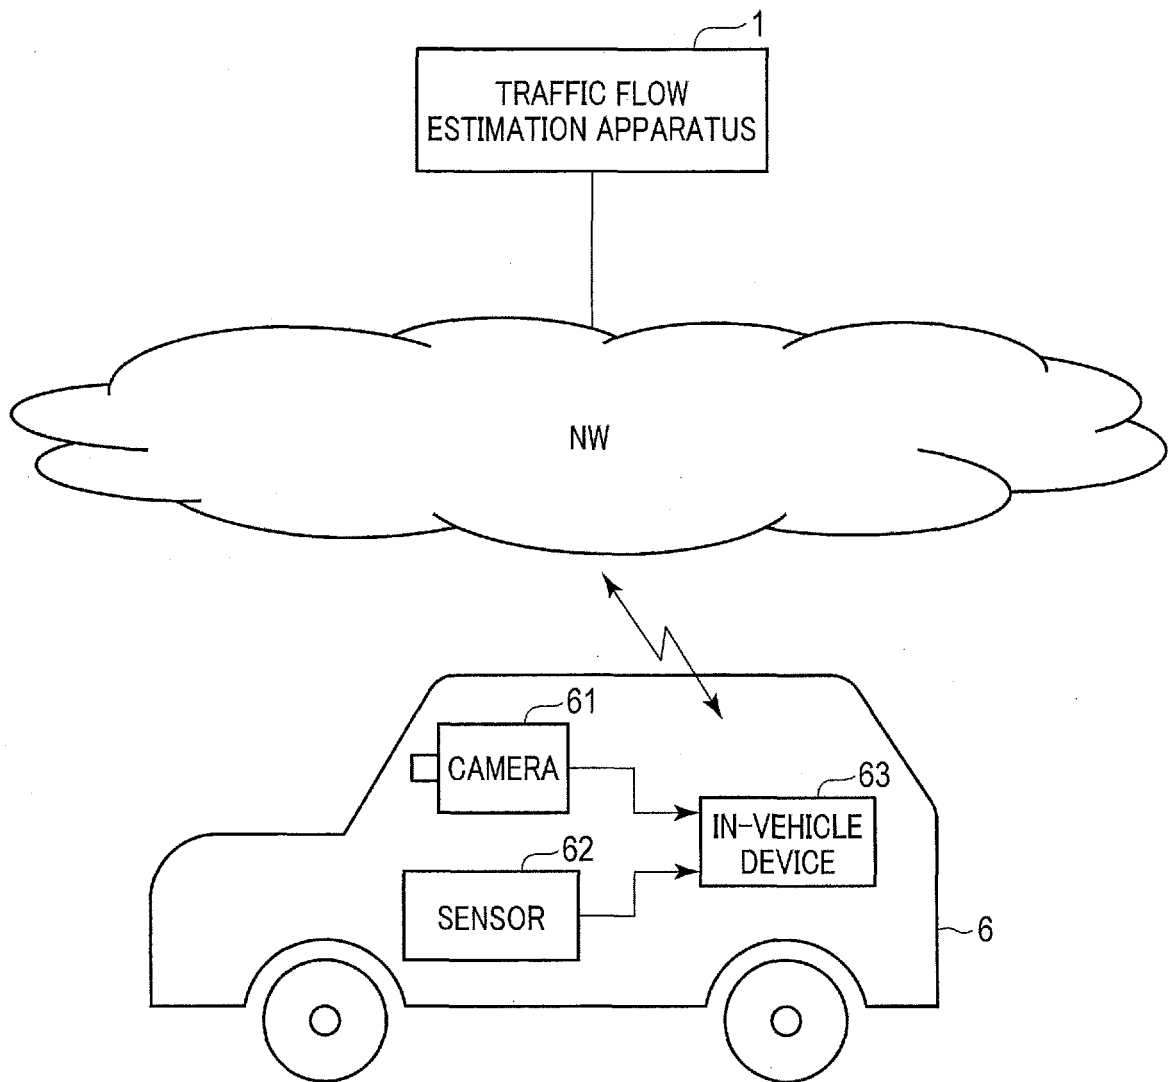 1
TRAFFIC FLOW
ESTIMATION APPARATUS
NW
61
CAMERA
63
IN-VEHICLE
DEVICE
62
SENSOR
6